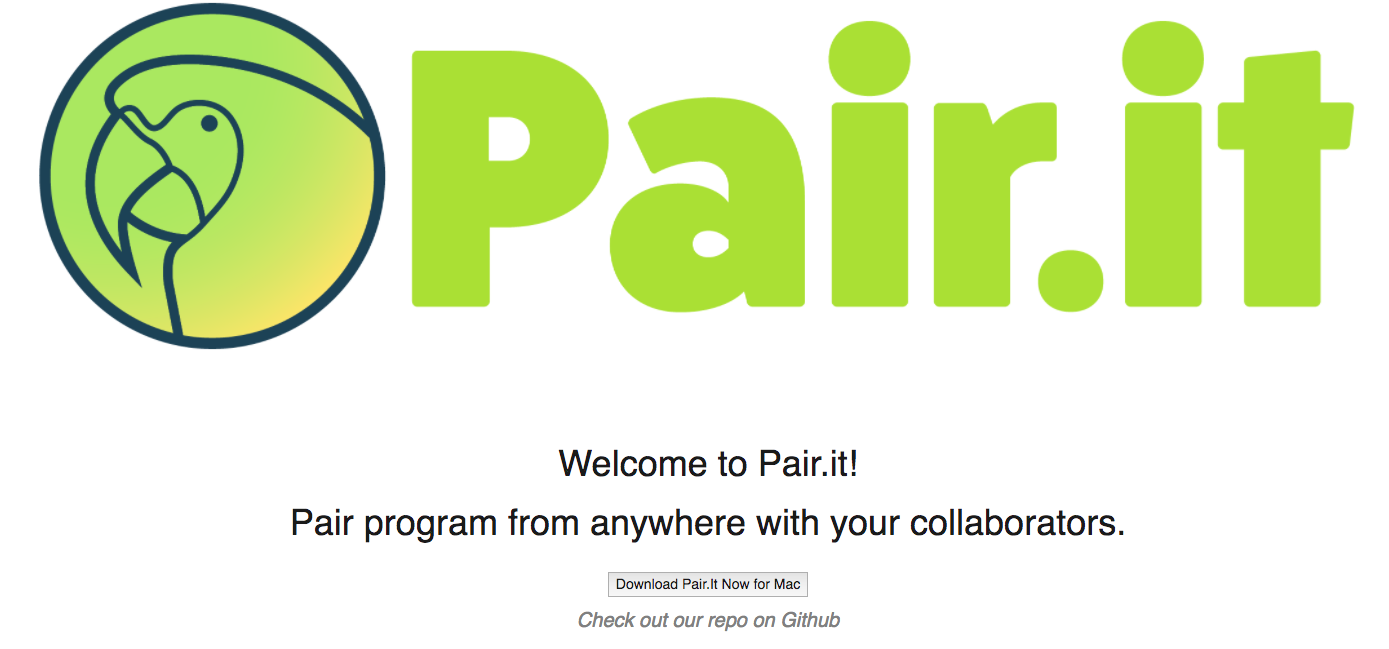 Pair.it
Welcome to Pair.it!
Pair program from anywhere with your collaborators.
Download Pair.It Now for Mac
Check out our repo on Github